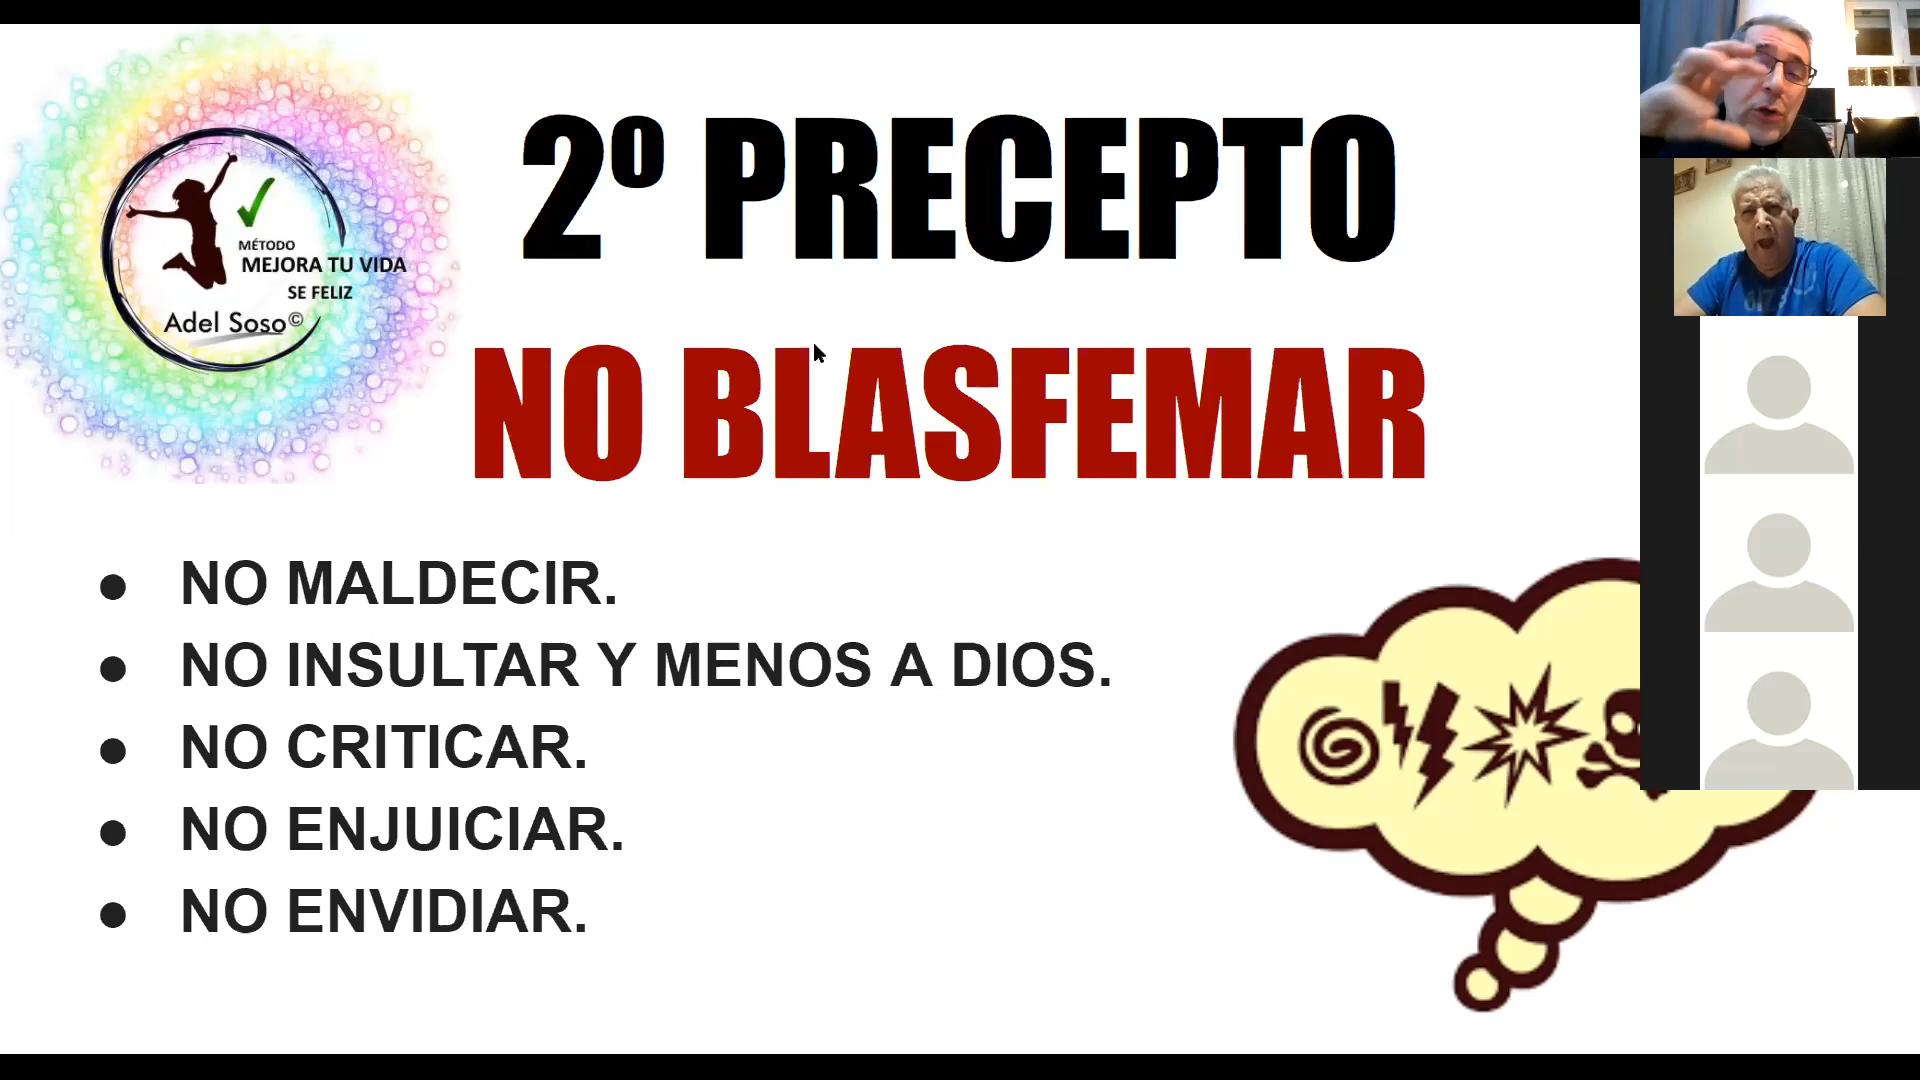 2º PRECEPTO
NO BLASFEMAR
MÉTODO
MEJORA TU VIDA
SE FELIZ
Adel Soso©
● NO MALDECIR.
● NO INSULTAR Y MENOS A DIOS.
● NO CRITICAR.
● NO ENJUICIAR.
● NO ENVIDIAR.